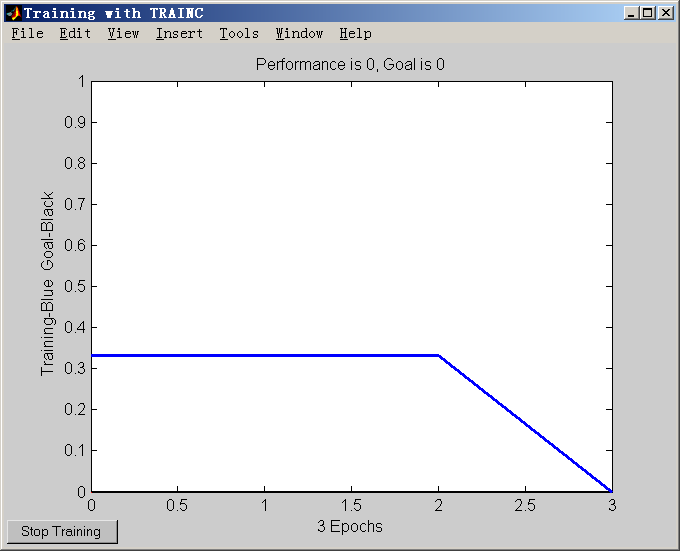 Training with TRAINC
File Edit View Insert Tools Window Help
Performance is 0, Goal is 0
1
0.9
0.8
0.7
0.6
0.5
0.4
0.3
0.2
0.1
0
Training-Blue Goal-Black
0 0.5 1 1.5 2 2.5 3
3 Epochs
Stop Training